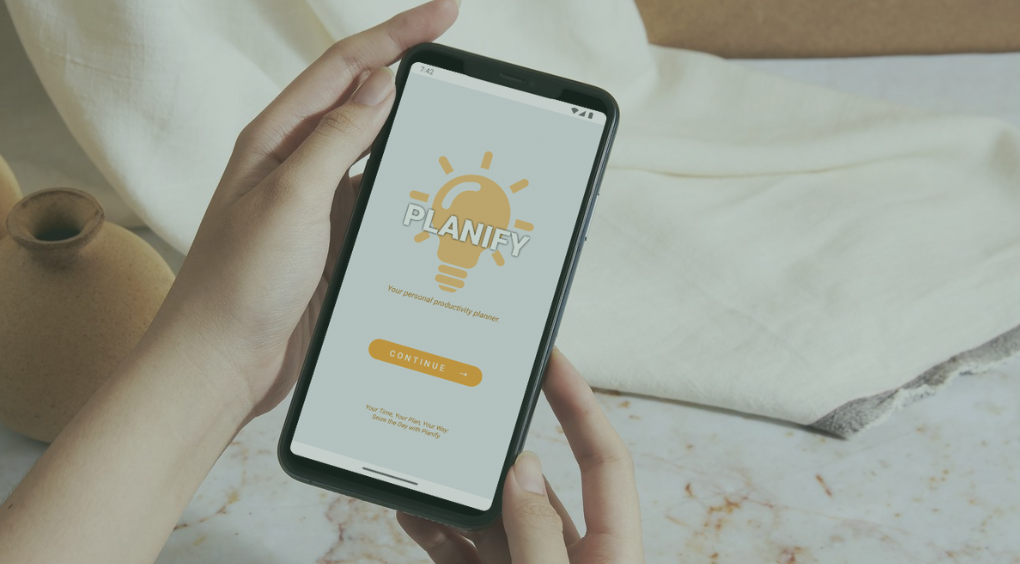 7:42
PLANIFY
Your personal productivity planner.
CONTINUE →
Your Time, Your Plan, Your Way
Seize the Day with Planify